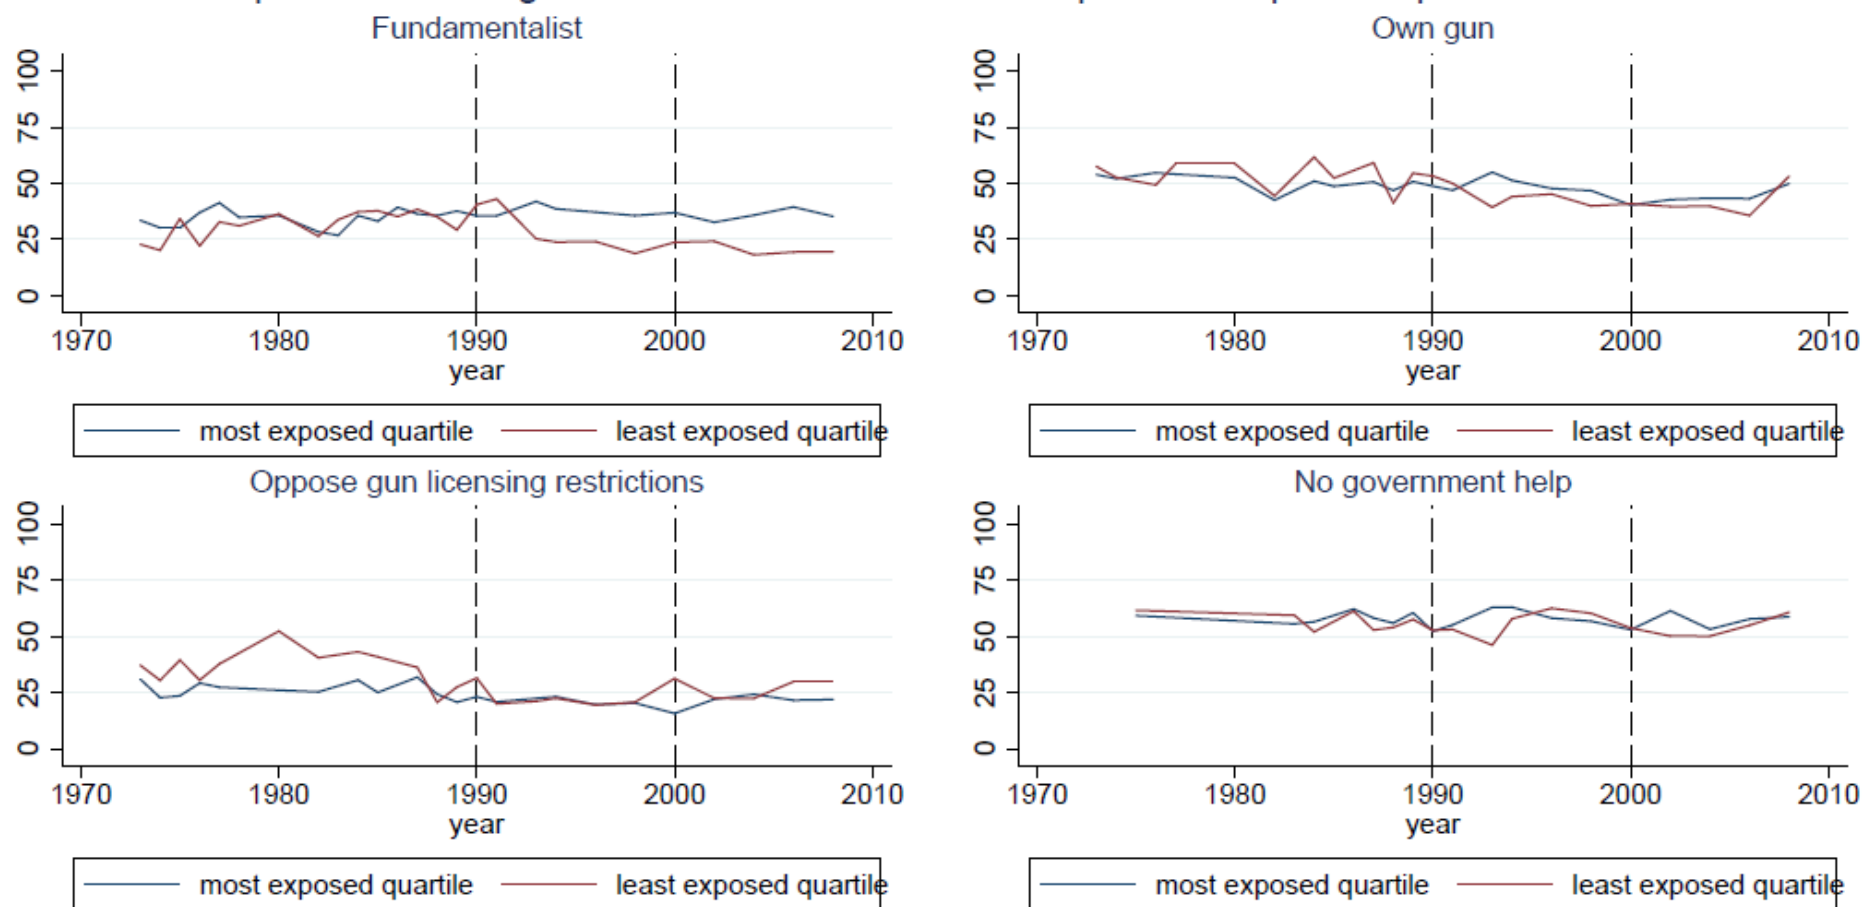 Fundamentalist
100
75
50
25
0
1970 1980 1990 2000 2010
year
most exposed quartile least exposed quartile
Own gun
100
75
50
25
0
1970 1980 1990 2000 2010
year
most exposed quartile least exposed quartile
Oppose gun licensing restrictions
100
75
50
25
0
1970 1980 1990 2000 2010
year
most exposed quartile least exposed quartile
No government help
100
75
50
25
0
1970 1980 1990 2000 2010
year
most exposed quartile least exposed quartile